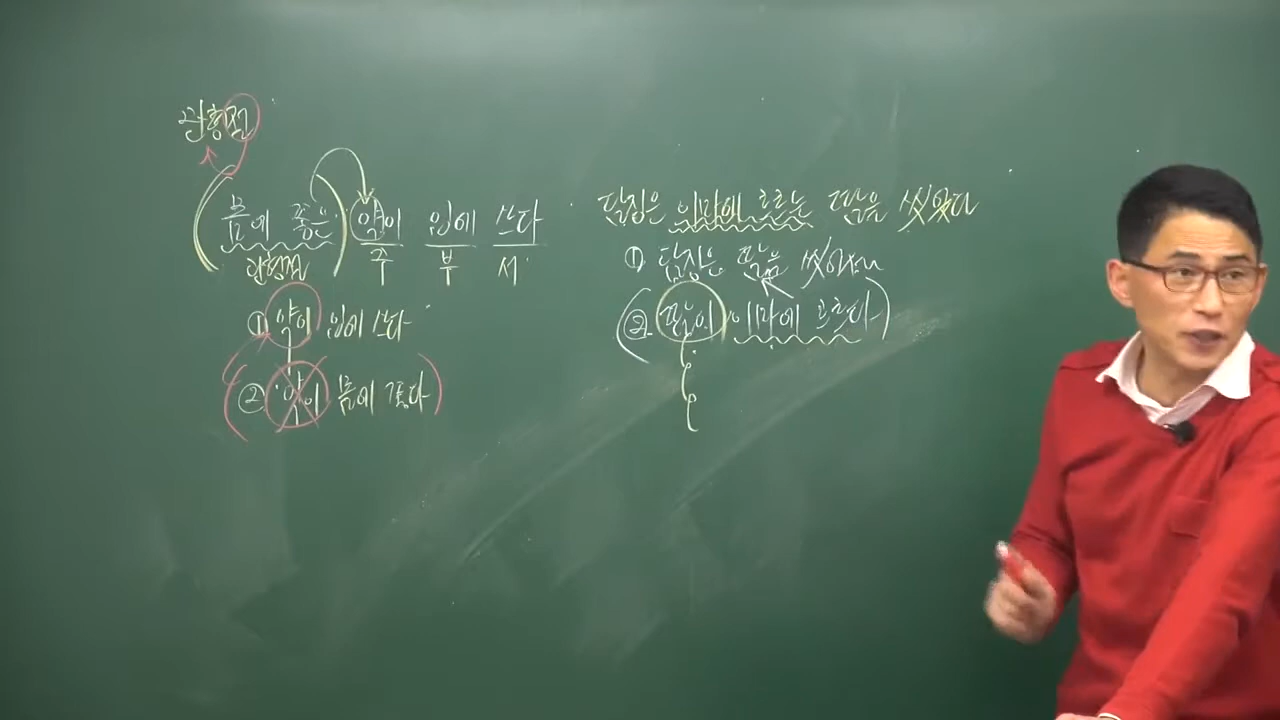 관형절
(몸에 좋은) 약이 입에 쓰다
관형절 주 부 서
① 약이 입에 쓰다
(② 약이 몸에 좋다)
담임은 이마에 흐르는 땀을 씻었다
① 담임은 땀을 씻었다
(② 땀이 이마에 흐르다)